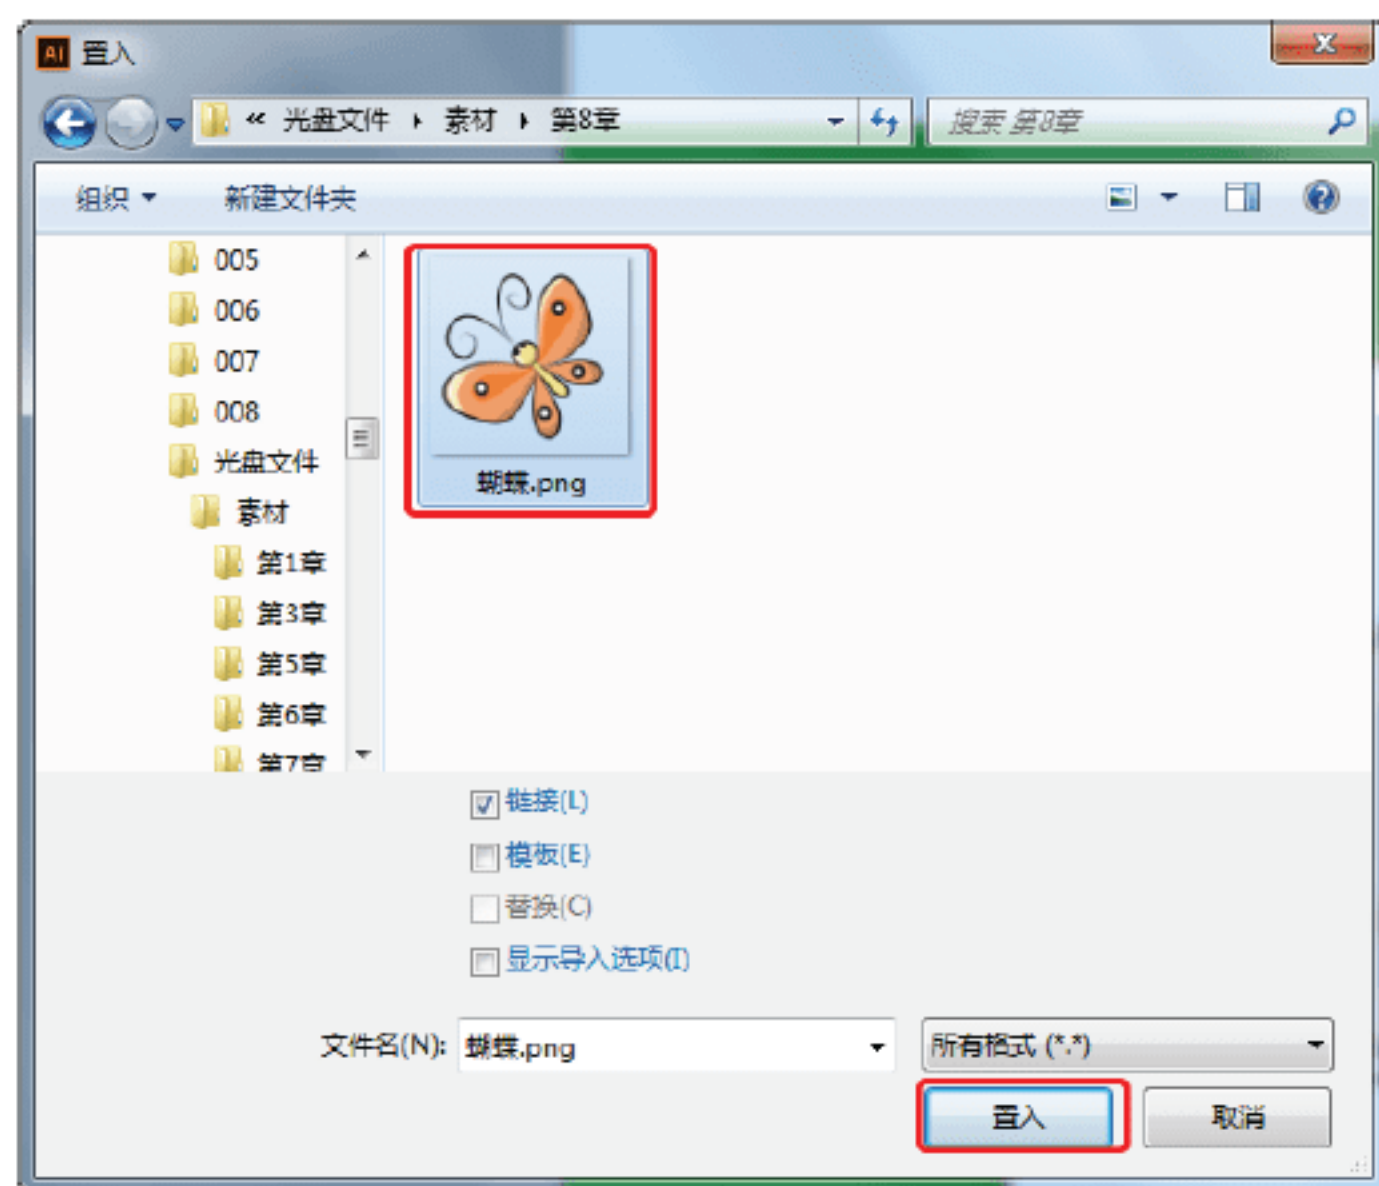 Ai 置入
« 光盘文件 ▸ 素材 ▸ 第8章
搜索 第8章
组织 新建文件夹
005
006
007
008
光盘文件
素材
第1章
第3章
第5章
第6章
第7章
蝴蝶.png
链接(L)
模板(E)
替换(C)
显示导入选项(I)
文件名(N): 蝴蝶.png
所有格式 (*.*)
置入 取消